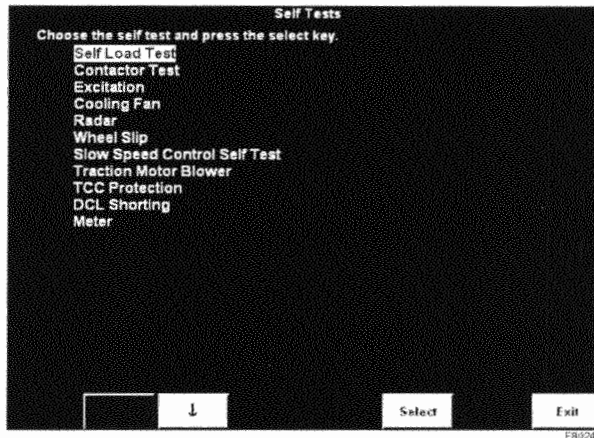 Self Tests
Choose the self test and press the select key.
Self Load Test
Contactor Test
Excitation
Cooling Fan
Radar
Wheel Slip
Slow Speed Control Self Test
Traction Motor Blower
TCC Protection
DCL Shorting
Meter
↓
Select
Exit